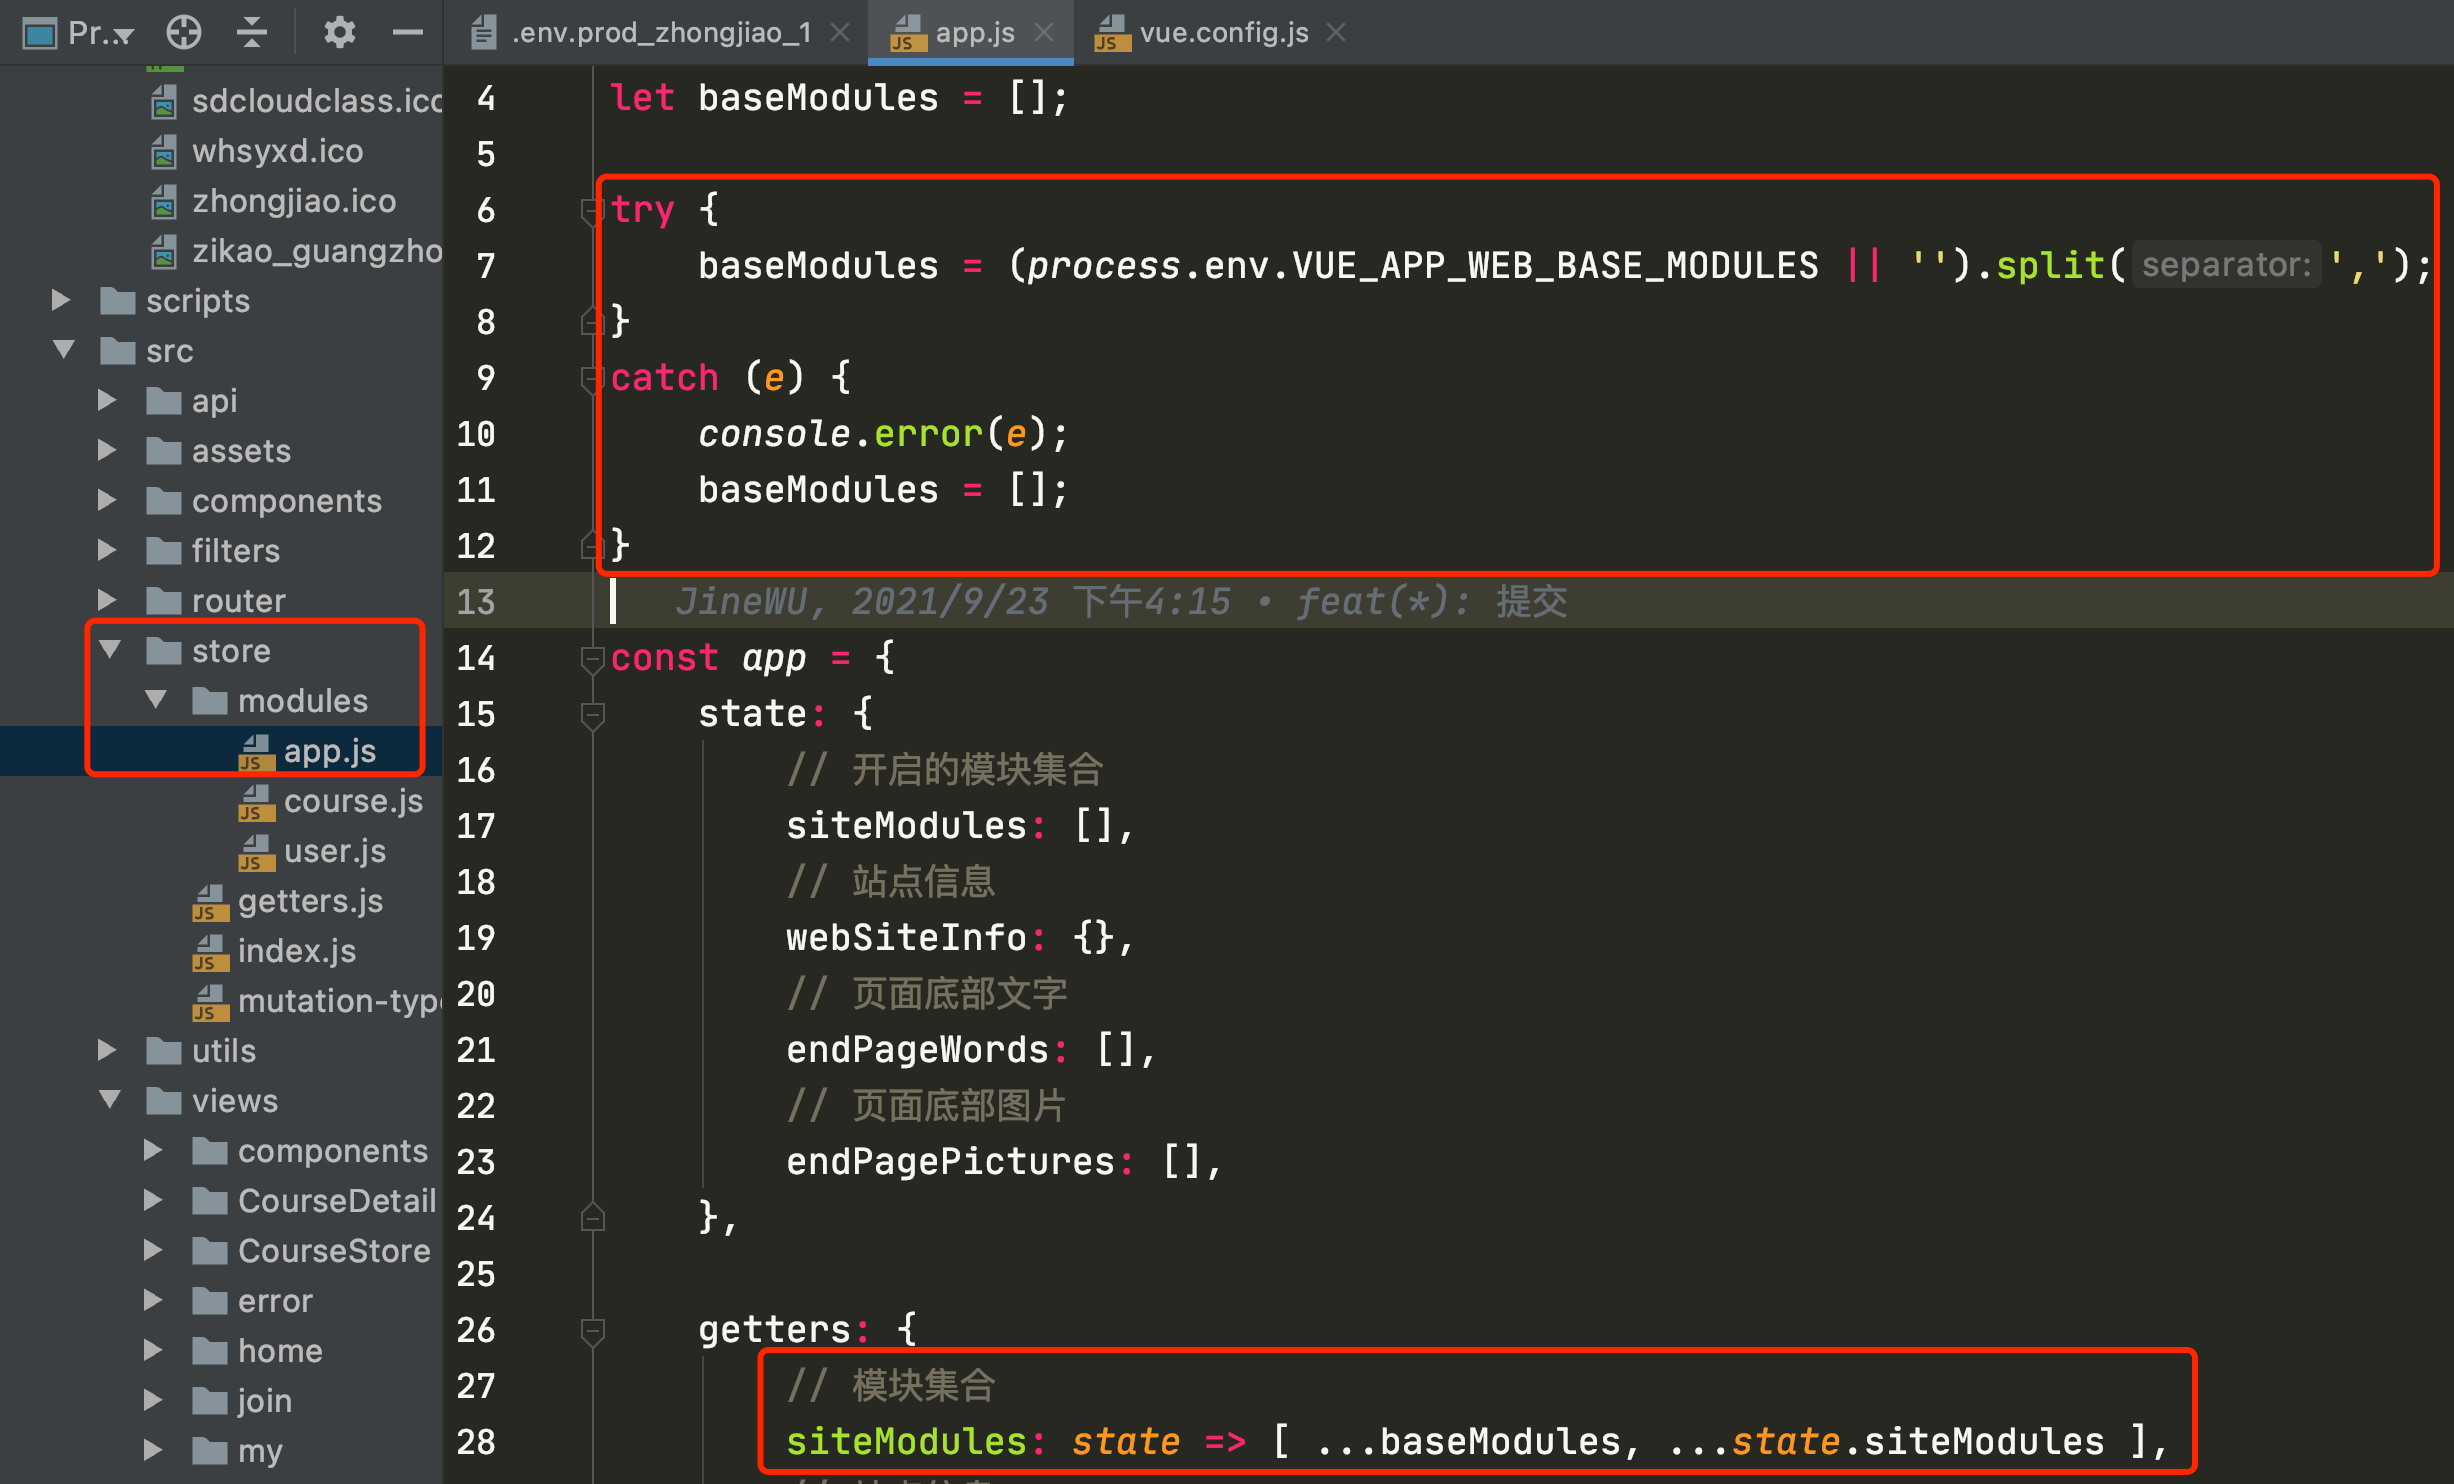 Pr...
.env.prod_zhongjiao_1
app.js
vue.config.js
sdcloudclass.ico
whsyxd.ico
zhongjiao.ico
zikao_guangzho
scripts
src
api
assets
components
filters
router
store
modules
app.js
course.js
user.js
getters.js
index.js
mutation-type
utils
views
components
CourseDetail
CourseStore
error
home
join
my
4 let baseModules = [];
5
6 try {
7 baseModules = (process.env.VUE_APP_WEB_BASE_MODULES || '').split( separator: ',');
8 }
9 catch (e) {
10 console.error(e);
11 baseModules = [];
12 }
13 JineWU, 2021/9/23 下午4:15 • feat(*): 提交
14 const app = {
15 state: {
16 // 开启的模块集合
17 siteModules: [],
18 // 站点信息
19 webSiteInfo: {},
20 // 页面底部文字
21 endPageWords: [],
22 // 页面底部图片
23 endPagePictures: [],
24 },
25
26 getters: {
27 // 模块集合
28 siteModules: state => [ ...baseModules, ...state.siteModules ],